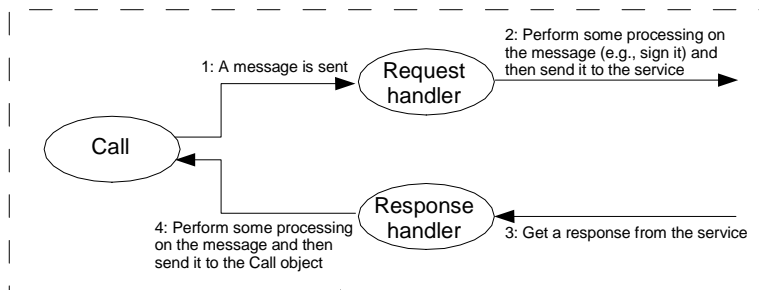 2: Perform some processing on
the message (e.g., sign it) and
then send it to the service
1: A message is sent
Request
handler
Call
Response
handler
4: Perform some processing
on the message and then
send it to the Call object
3: Get a response from the service